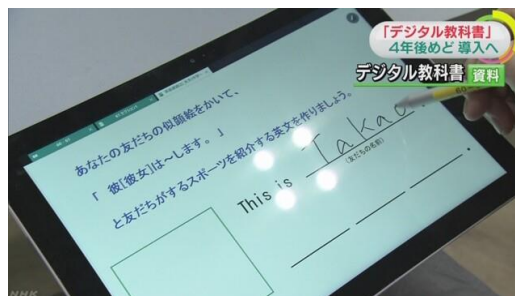 「デジタル教科書」
4年後めど 導入へ
デジタル教科書 資料
あなたの友だちの似顔絵をかいて、
「 彼[彼女]は〜します。」
と友だちがするスポーツを紹介する英文を作りましょう。
This is Takao.
(友だちの名前)
NHK